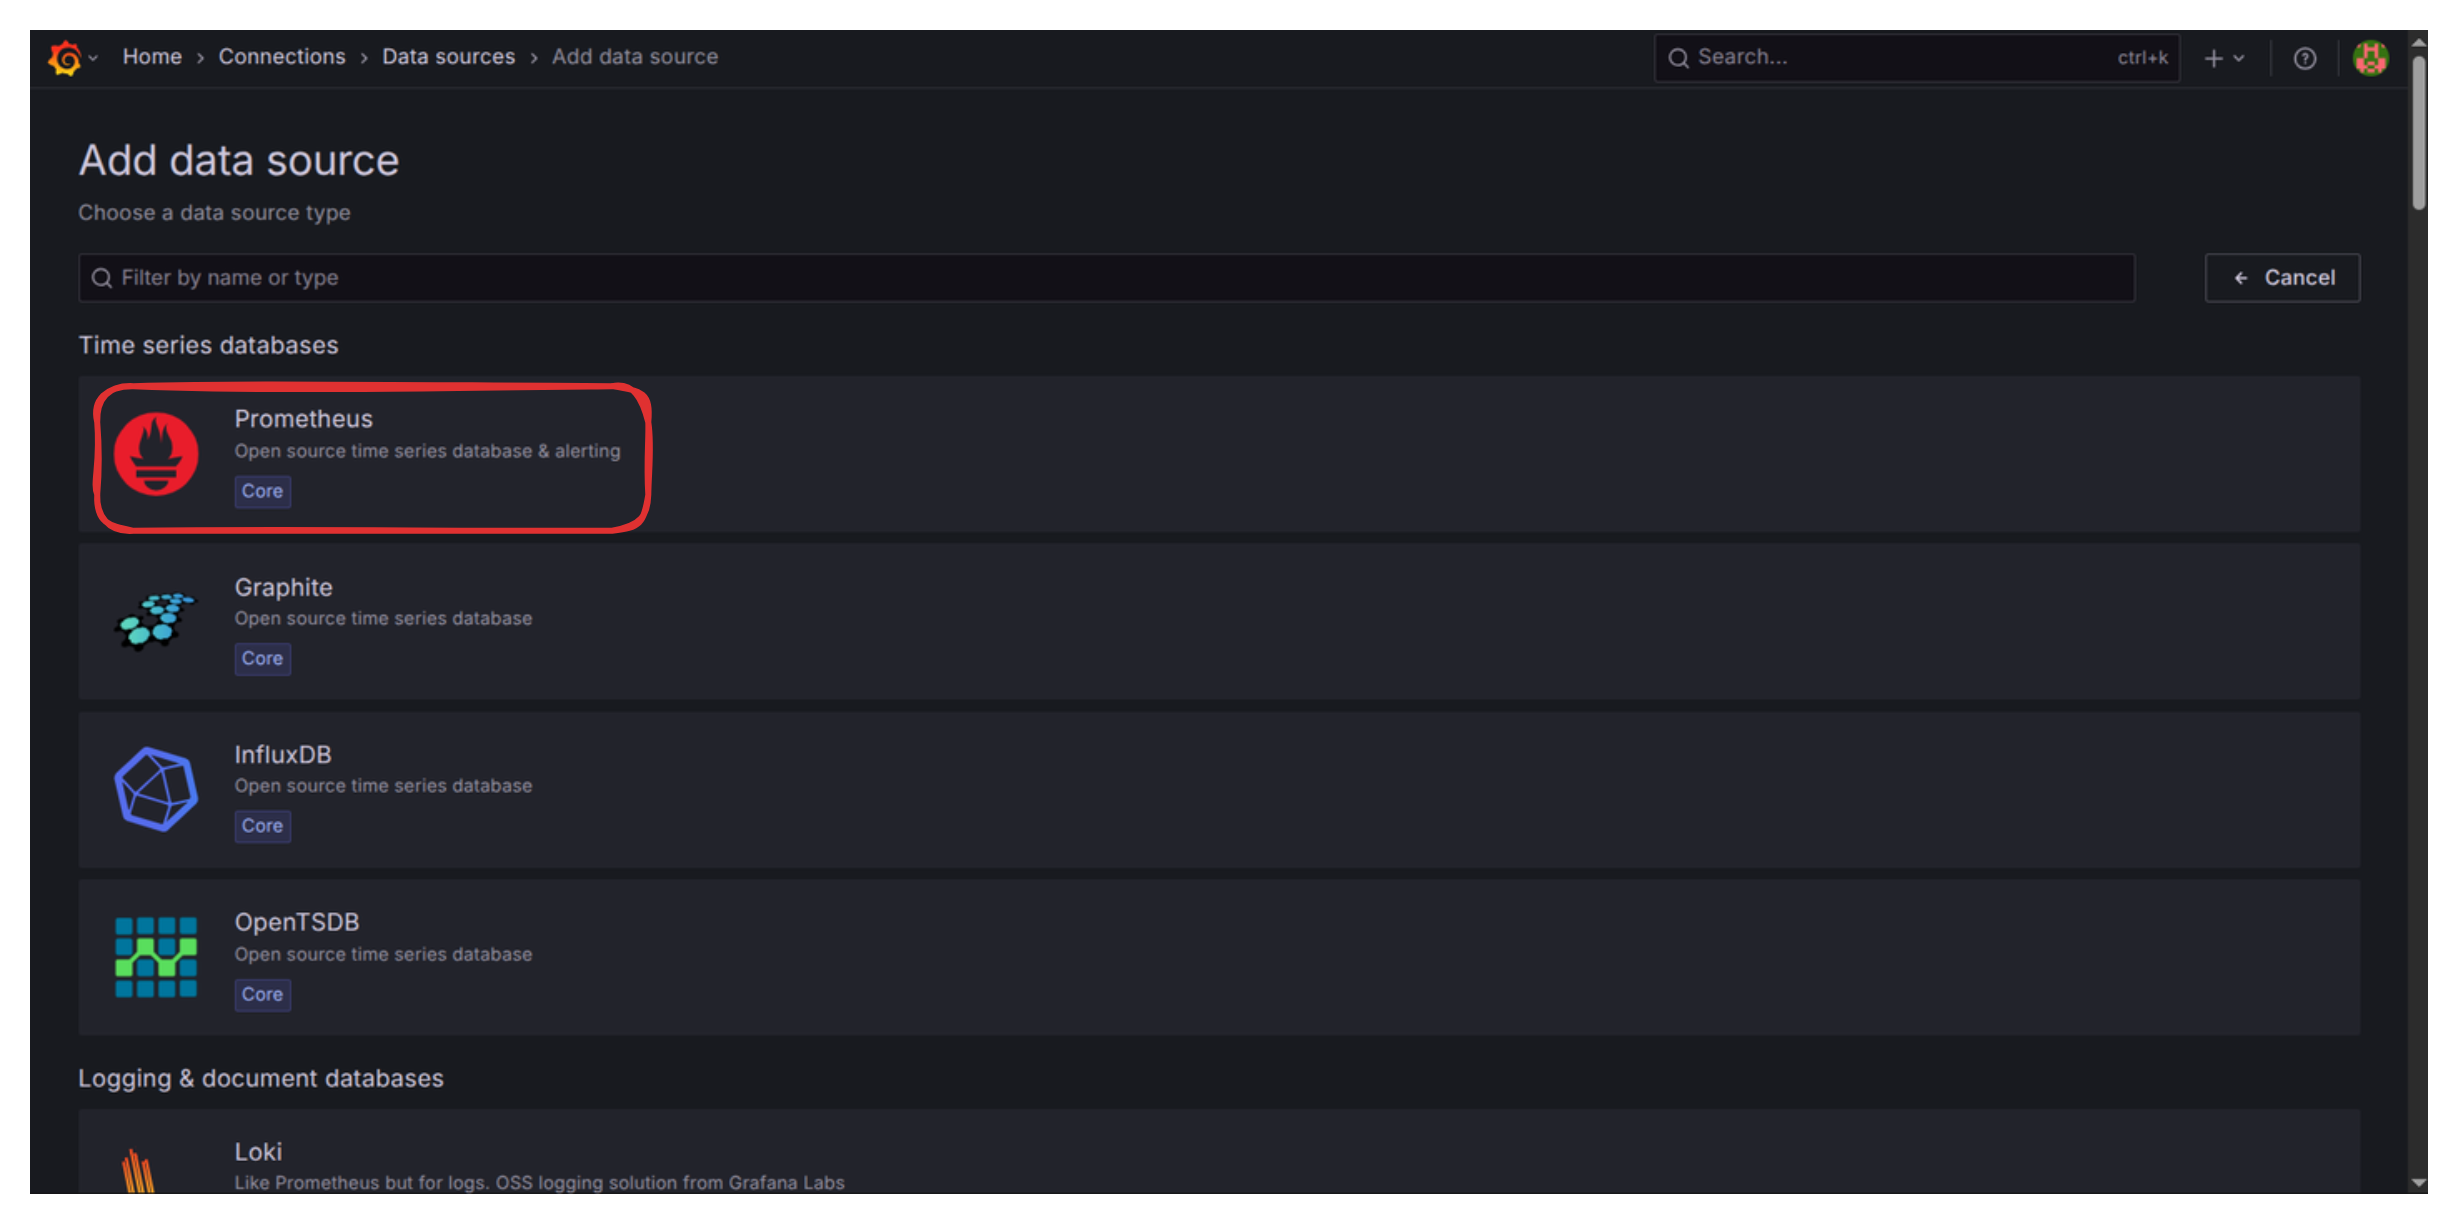 Home › Connections › Data sources › Add data source
Search... ctrl+k
Add data source
Choose a data source type
Filter by name or type
Cancel
Time series databases
Prometheus
Open source time series database & alerting
Core
Graphite
Open source time series database
Core
InfluxDB
Open source time series database
Core
OpenTSDB
Open source time series database
Core
Logging & document databases
Loki
Like Prometheus but for logs. OSS logging solution from Grafana Labs